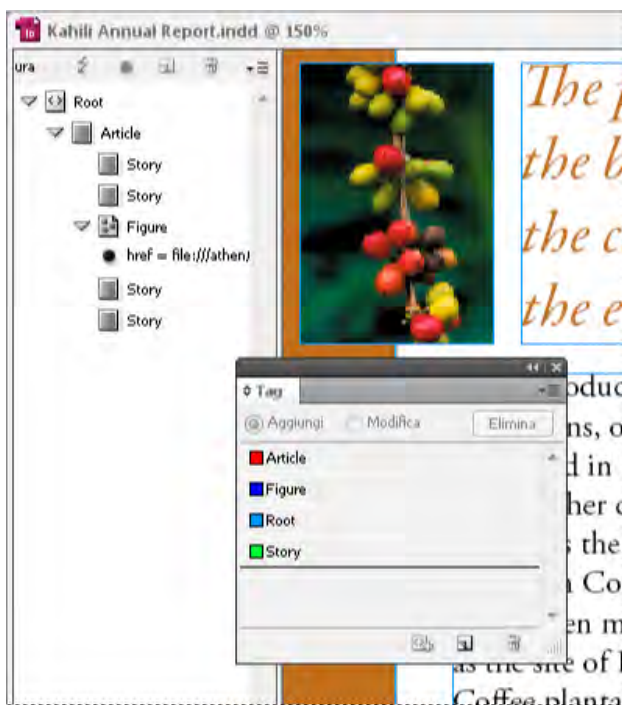 Kahili Annual Report.indd @ 150%
ura
Root
Article
Story
Story
Figure
href = file:///athen/
Story
Story
The
the
the
the
Tag
Aggiungi
Modifica
Elimina
Article
Figure
Root
Story
ns, o
in
her
the
Co
en m
as the site of
Coffee planta